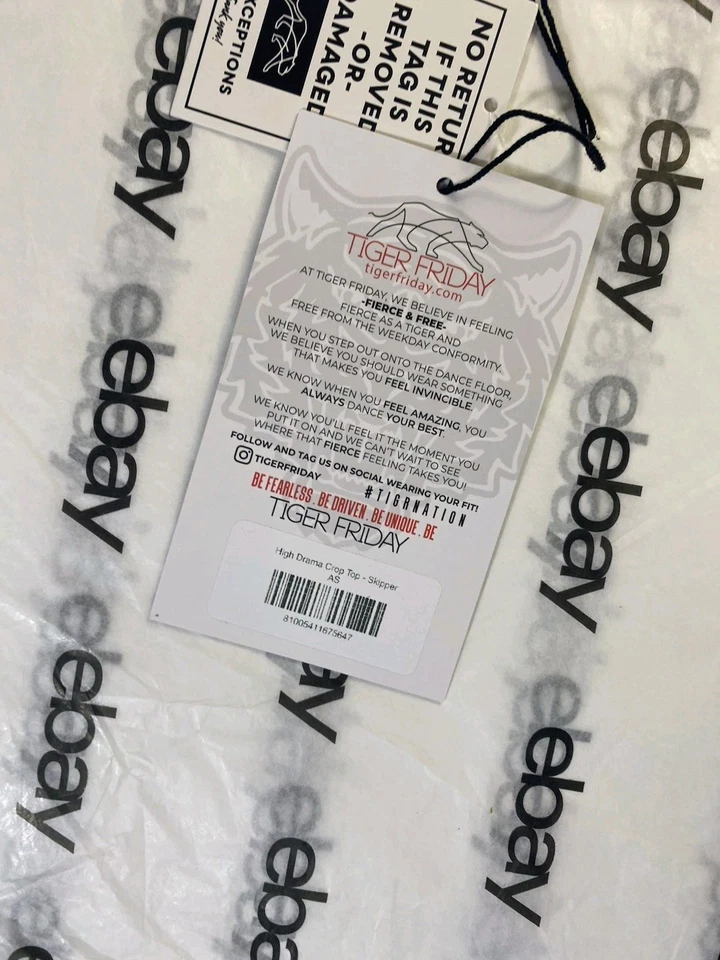 NO RETUR
IF THIS
TAG IS
REMOVED
-OR-
DAMAGED
XCEPTIONS
TIGER FRIDAY
tigerfriday.com
AT TIGER FRIDAY, WE BELIEVE IN FEELING
-FIERCE & FREE-
FIERCE AS A TIGER AND
FREE FROM THE WEEKDAY CONFORMITY.
WHEN YOU STEP OUT ONTO THE DANCE FLOOR,
WE BELIEVE YOU SHOULD WEAR SOMETHING
THAT MAKES YOU FEEL INVINCIBLE.
WE KNOW WHEN YOU FEEL AMAZING, YOU
ALWAYS DANCE YOUR BEST.
WE KNOW YOU'LL FEEL IT THE MOMENT YOU
PUT IT ON AND WE CAN'T WAIT TO SEE
WHERE THAT FIERCE FEELING TAKES YOU!
FOLLOW AND TAG US ON SOCIAL WEARING YOUR FIT!
TIGERFRIDAY #TIGRNATION
BE FEARLESS . BE DRIVEN . BE UNIQUE . BE
TIGER FRIDAY
High Drama Crop Top - Skipper
AS
81005411675647
ebay
ebay
ebay
ebay
ebay
ebay
ebay
ebay